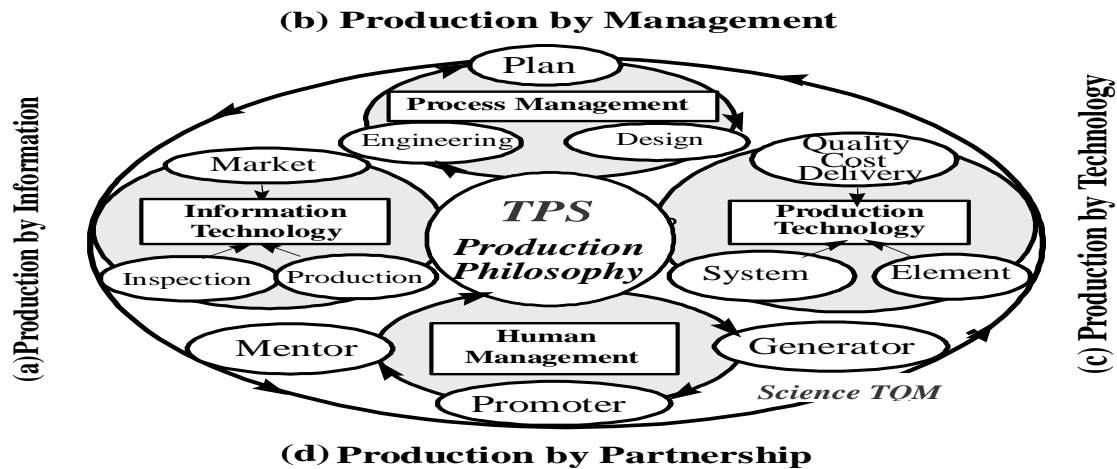 (b) Production by Management
Plan
Process Management
Engineering
Design
(a)Production by Information
Market
Information
Technology
Inspection
Production
TPS
Production
Philosophy
Quality
Cost
Delivery
Production
Technology
System
Element
(c) Production by Technology
Mentor
Human
Management
Generator
Promoter
Science TQM
(d) Production by Partnership